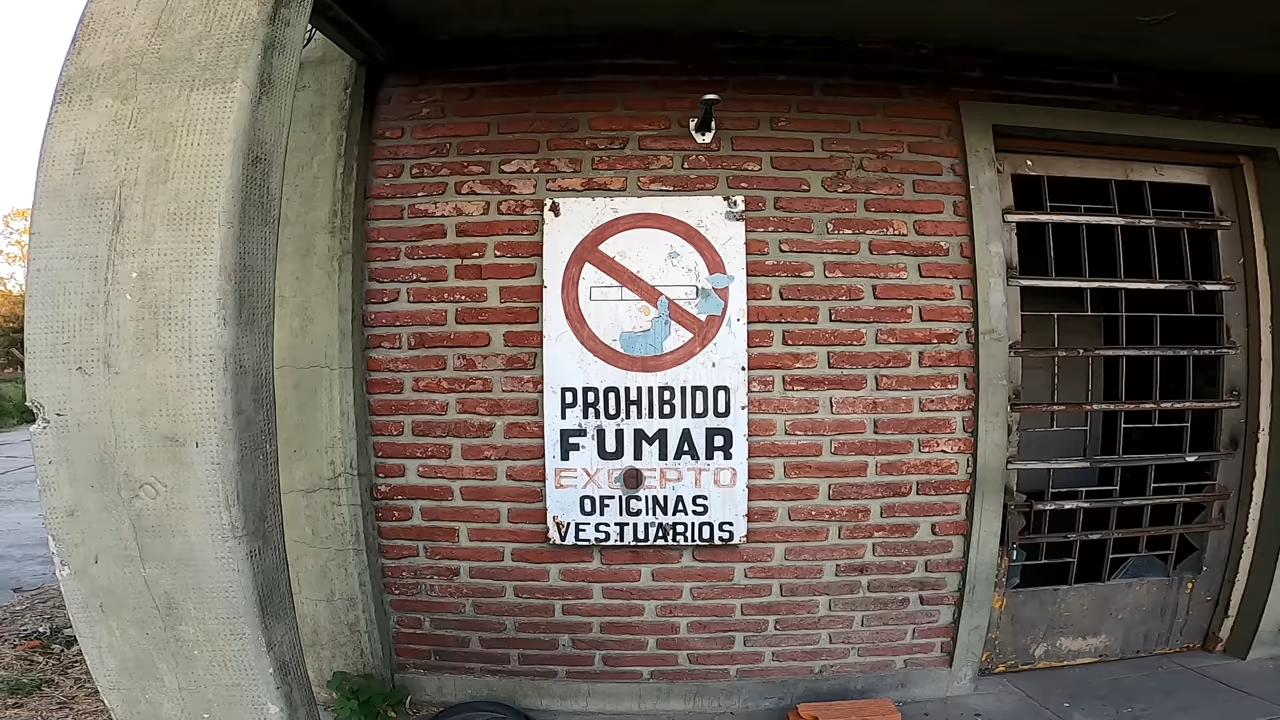 PROHIBIDO
FUMAR
EXCEPTO
OFICINAS
VESTUARIOS